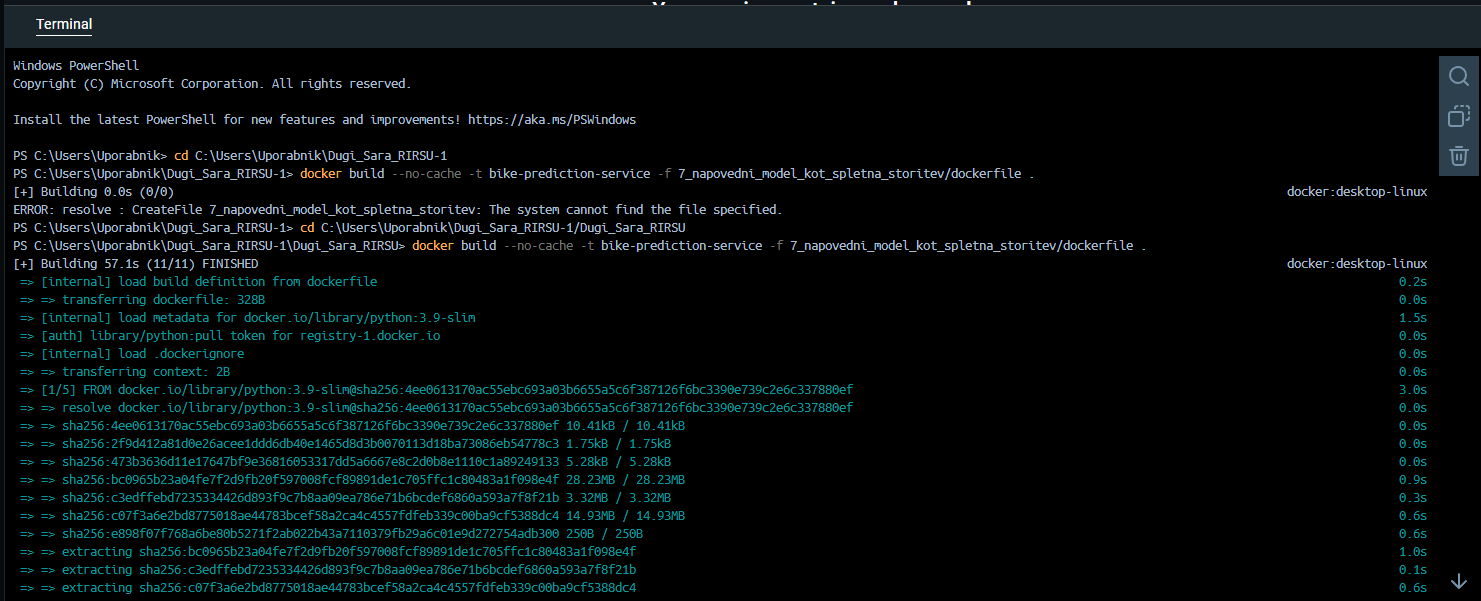 Terminal
Windows PowerShell
Copyright (C) Microsoft Corporation. All rights reserved.
Install the latest PowerShell for new features and improvements! https://aka.ms/PSWindows
PS C:\Users\Uporabnik> cd C:\Users\Uporabnik\Dugi_Sara_RIRSU-1
PS C:\Users\Uporabnik\Dugi_Sara_RIRSU-1> docker build --no-cache -t bike-prediction-service -f 7_napovedni_model_kot_spletna_storitev/dockerfile .
[+] Building 0.0s (0/0) docker:desktop-linux
ERROR: resolve : CreateFile 7_napovedni_model_kot_spletna_storitev: The system cannot find the file specified.
PS C:\Users\Uporabnik\Dugi_Sara_RIRSU-1> cd C:\Users\Uporabnik\Dugi_Sara_RIRSU-1/Dugi_Sara_RIRSU
PS C:\Users\Uporabnik\Dugi_Sara_RIRSU-1\Dugi_Sara_RIRSU> docker build --no-cache -t bike-prediction-service -f 7_napovedni_model_kot_spletna_storitev/dockerfile .
[+] Building 57.1s (11/11) FINISHED docker:desktop-linux
=> [internal] load build definition from dockerfile 0.2s
=> => transferring dockerfile: 328B 0.0s
=> [internal] load metadata for docker.io/library/python:3.9-slim 1.5s
=> [auth] library/python:pull token for registry-1.docker.io 0.0s
=> [internal] load .dockerignore 0.0s
=> => transferring context: 2B 0.0s
=> [1/5] FROM docker.io/library/python:3.9-slim@sha256:4ee0613170ac55ebc693a03b6655a5c6f387126f6bc3390e739c2e6c337880ef 3.0s
=> => resolve docker.io/library/python:3.9-slim@sha256:4ee0613170ac55ebc693a03b6655a5c6f387126f6bc3390e739c2e6c337880ef 0.0s
=> => sha256:4ee0613170ac55ebc693a03b6655a5c6f387126f6bc3390e739c2e6c337880ef 10.41kB / 10.41kB 0.0s
=> => sha256:2f9d412a81d0e26acee1ddd6db40e1465d8d3b0070113d18ba73086eb54778c3 1.75kB / 1.75kB 0.0s
=> => sha256:473b3636d11e17647bf9e36816053317dd5a6667e8c2d0b8e1110c1a89249133 5.28kB / 5.28kB 0.0s
=> => sha256:bc0965b23a04fe7f2d9fb20f597008fcf89891de1c705ffc1c80483a1f098e4f 28.23MB / 28.23MB 0.9s
=> => sha256:c3edffebd7235334426d893f9c7b8aa09ea786e71b6bcdef6860a593a7f8f21b 3.32MB / 3.32MB 0.3s
=> => sha256:c07f3a6e2bd8775018ae44783bcef58a2ca4c4557fdfeb339c00ba9cf5388dc4 14.93MB / 14.93MB 0.6s
=> => sha256:e898f07f768a6be80b5271f2ab022b43a7110379fb29a6c01e9d272754adb300 250B / 250B 0.6s
=> => extracting sha256:bc0965b23a04fe7f2d9fb20f597008fcf89891de1c705ffc1c80483a1f098e4f 1.0s
=> => extracting sha256:c3edffebd7235334426d893f9c7b8aa09ea786e71b6bcdef6860a593a7f8f21b 0.1s
=> => extracting sha256:c07f3a6e2bd8775018ae44783bcef58a2ca4c4557fdfeb339c00ba9cf5388dc4 0.6s